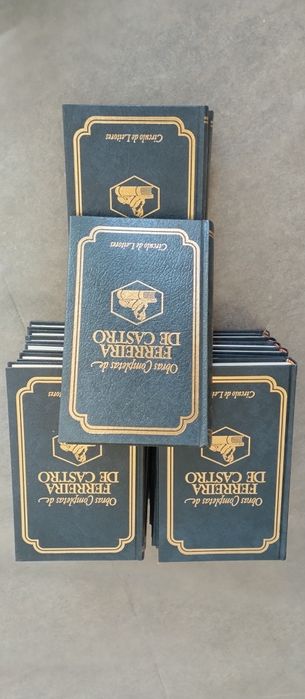 Obras Completas de
FERREIRA
DE CASTRO
Círculo de Leitores
Obras Completas de
FERREIRA
DE CASTRO
Círculo de Lei
Obras Completas de
FERREIRA
DE CASTRO
Círculo de Leitores